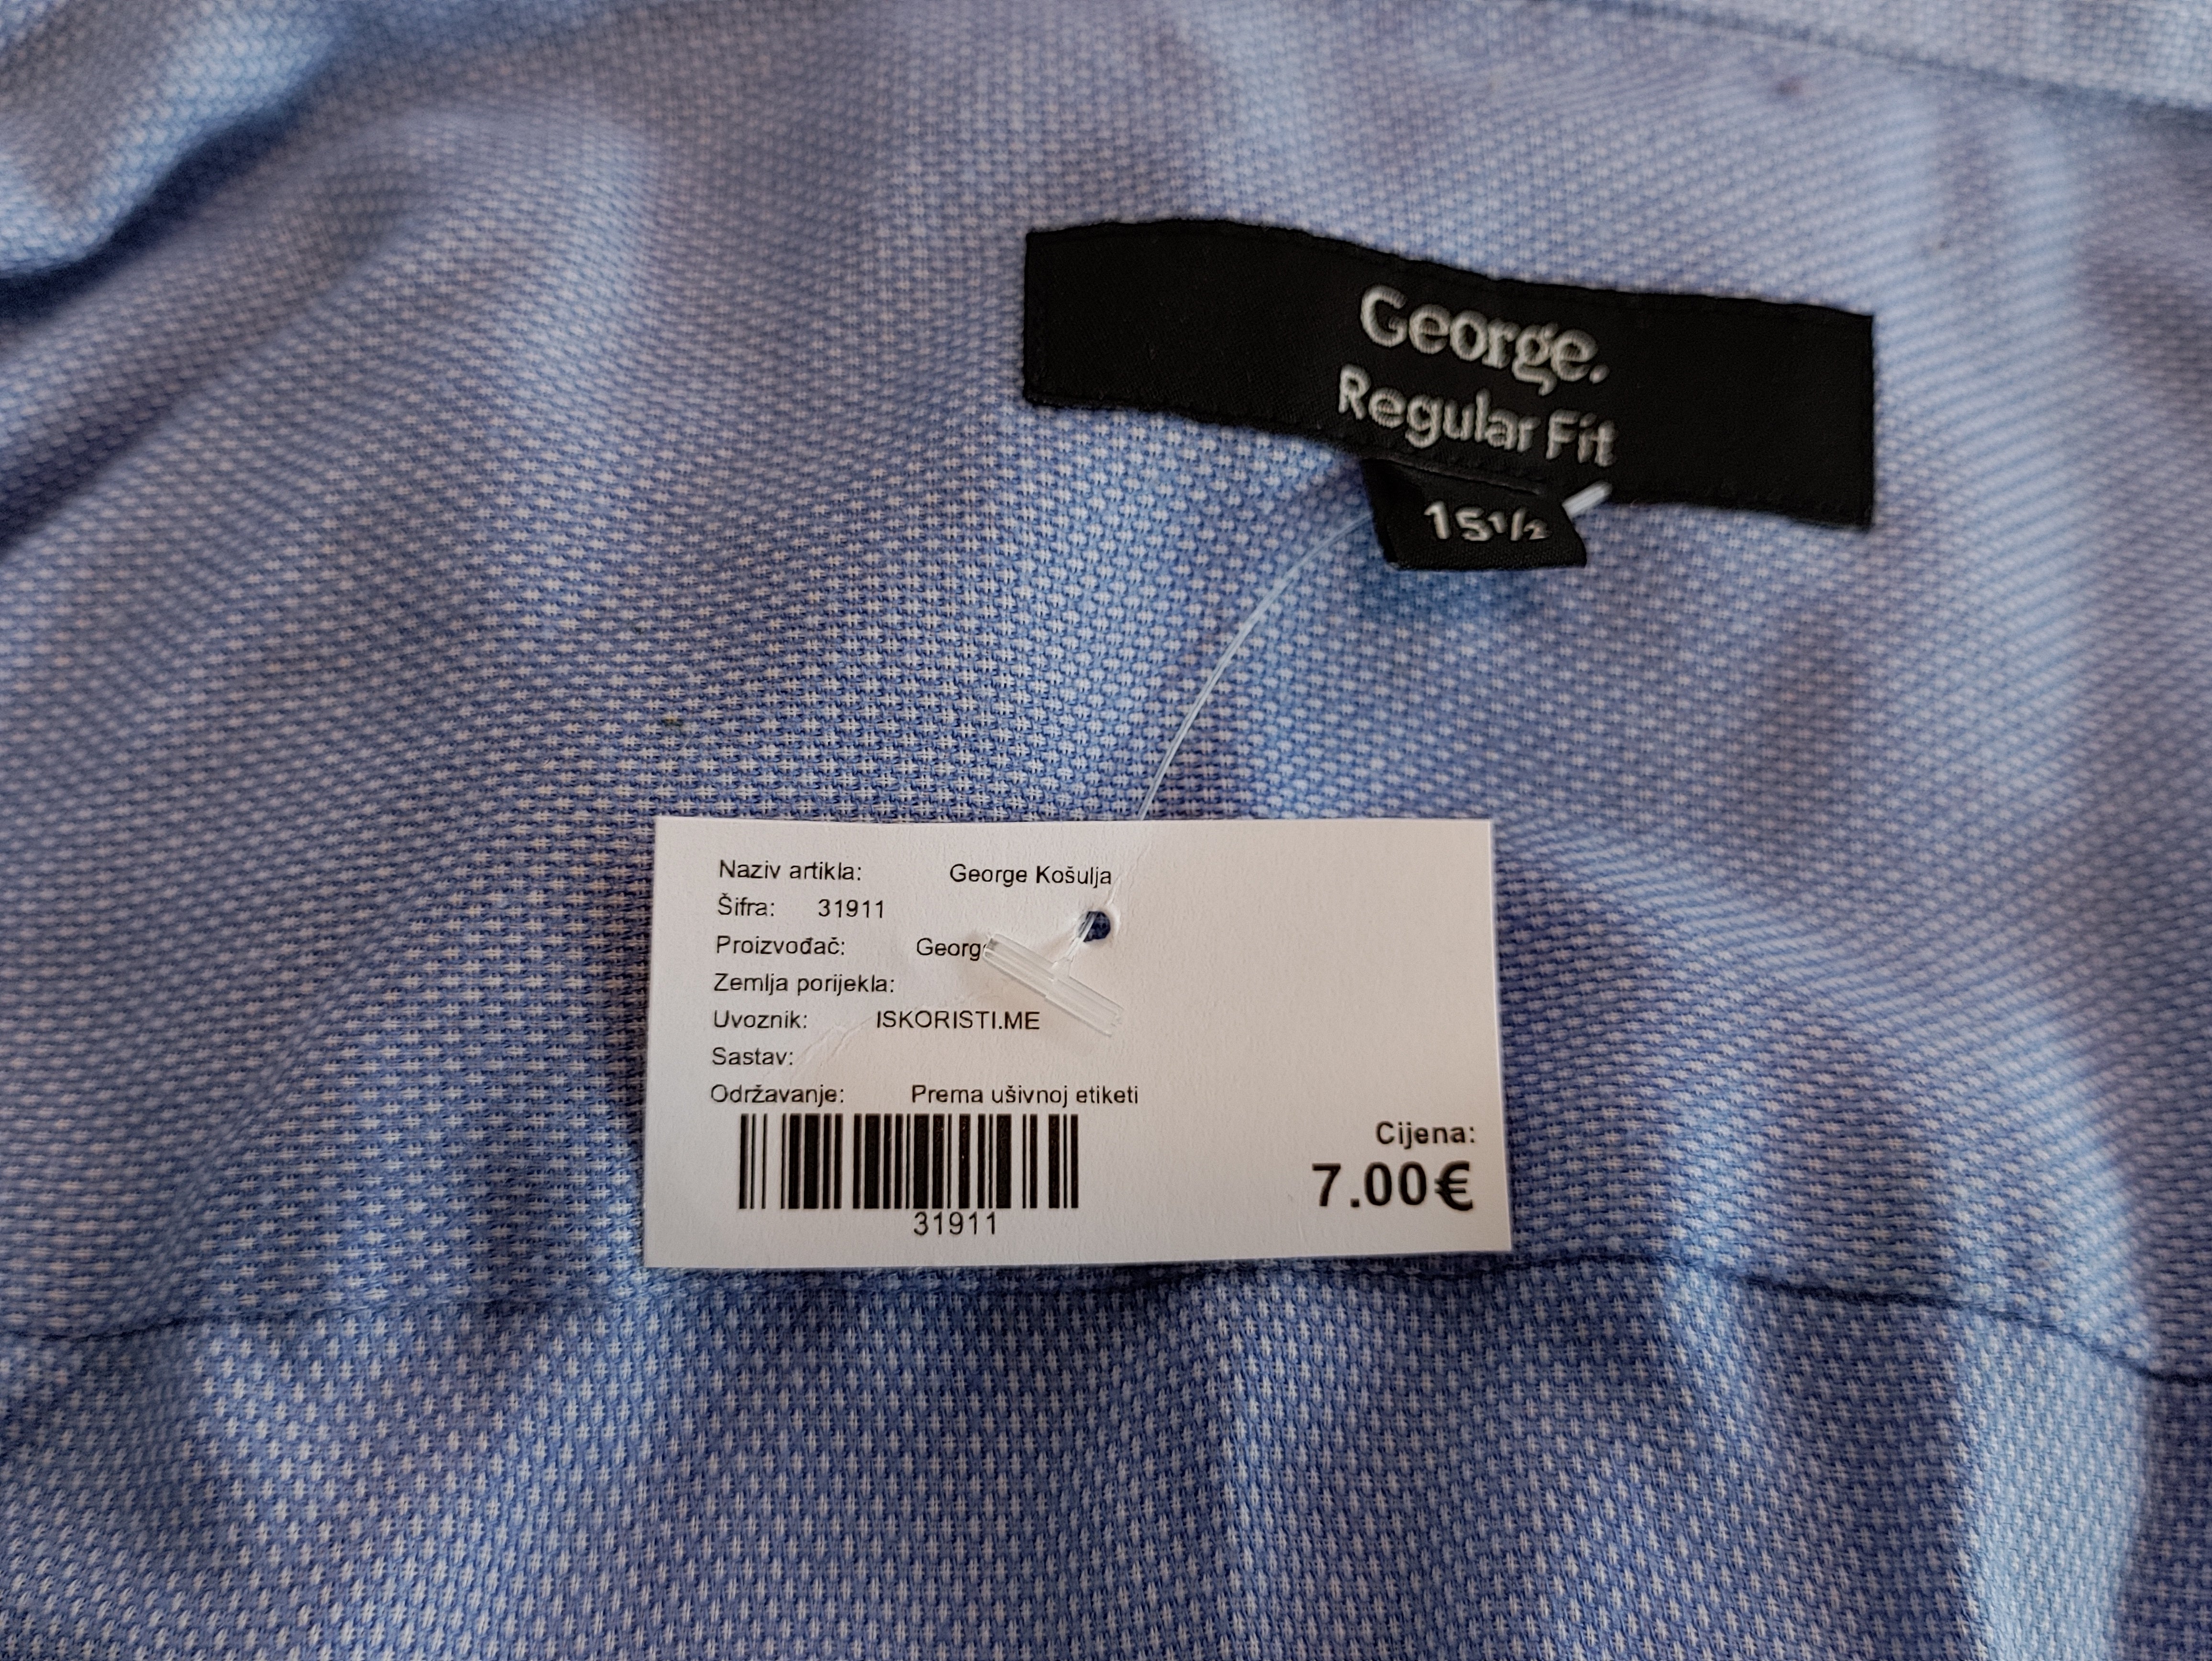 George.
Regular Fit
15½
Naziv artikla: George Košulja
Šifra: 31911
Proizvođač: Georg
Zemlja porijekla:
Uvoznik: ISKORISTI.ME
Sastav:
Održavanje: Prema ušivnoj etiketi
31911
Cijena:
7.00€